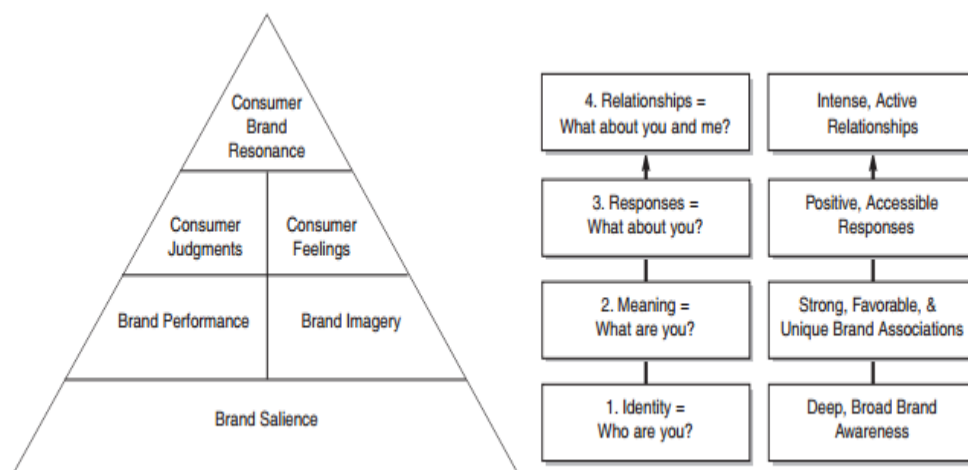 Consumer
Brand
Resonance
Consumer
Judgments
Consumer
Feelings
Brand Performance
Brand Imagery
Brand Salience
4. Relationships =
What about you and me?
Intense, Active
Relationships
3. Responses =
What about you?
Positive, Accessible
Responses
2. Meaning =
What are you?
Strong, Favorable, &
Unique Brand Associations
1. Identity =
Who are you?
Deep, Broad Brand
Awareness